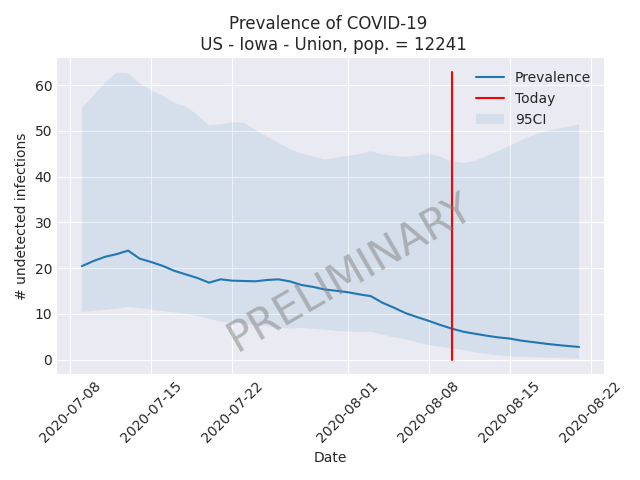 Prevalence of COVID-19
US - Iowa - Union, pop. = 12241
# undetected infections
60
50
40
30
20
10
0
Prevalence
Today
95CI
PRELIMINARY
2020-07-08
2020-07-15
2020-07-22
2020-08-01
2020-08-08
2020-08-15
2020-08-22
Date